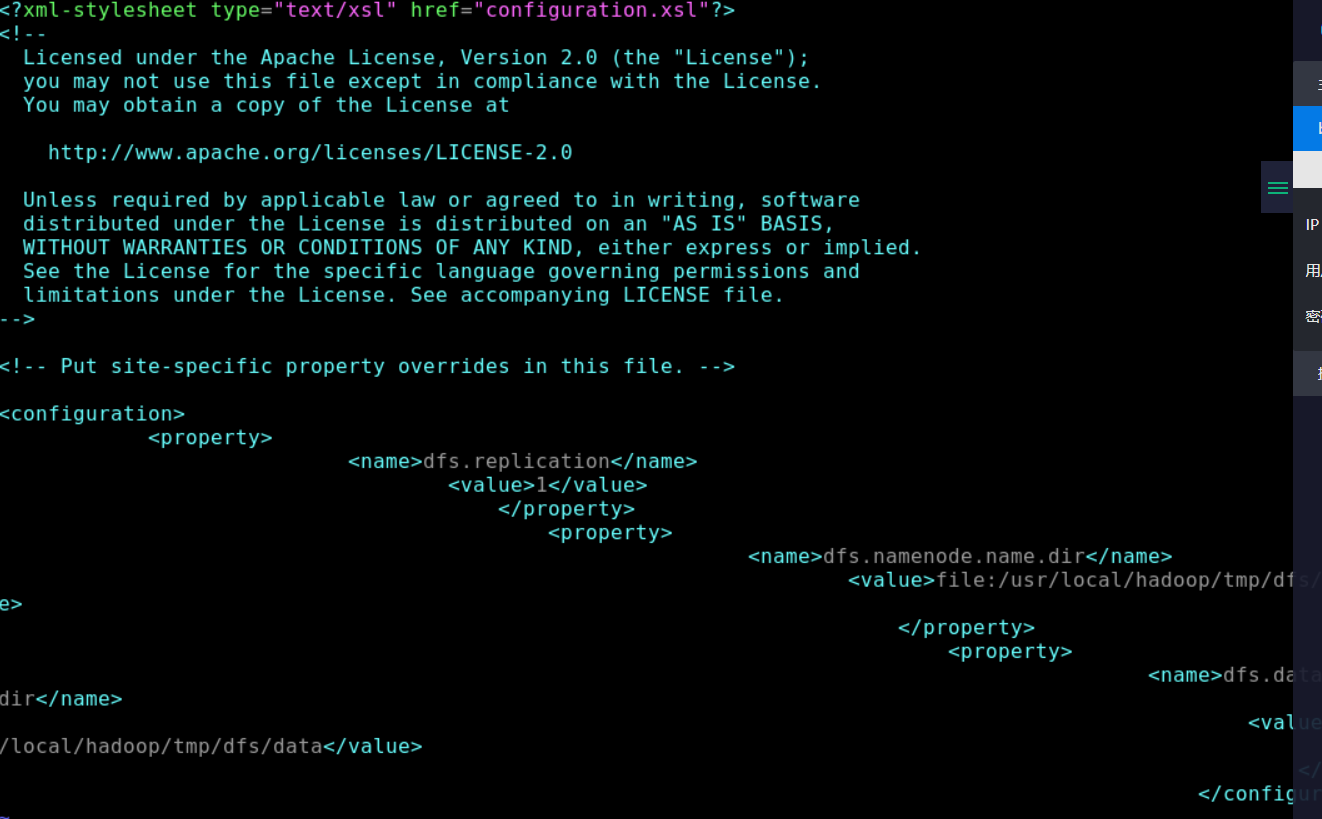 <?xml-stylesheet type="text/xsl" href="configuration.xsl"?>
<!--
  Licensed under the Apache License, Version 2.0 (the "License");
  you may not use this file except in compliance with the License.
  You may obtain a copy of the License at

    http://www.apache.org/licenses/LICENSE-2.0

  Unless required by applicable law or agreed to in writing, software
  distributed under the License is distributed on an "AS IS" BASIS,
  WITHOUT WARRANTIES OR CONDITIONS OF ANY KIND, either express or implied.
  See the License for the specific language governing permissions and
  limitations under the License. See accompanying LICENSE file.
-->

<!-- Put site-specific property overrides in this file. -->

<configuration>
<property>
<name>dfs.replication</name>
<value>1</value>
</property>
<property>
<name>dfs.namenode.name.dir</name>
<value>file:/usr/local/hadoop/tmp/dfs/
e>
</property>
<property>
<name>dfs.data
dir</name>
<value
/local/hadoop/tmp/dfs/data</value>
</
</configur
~
IP
用
密